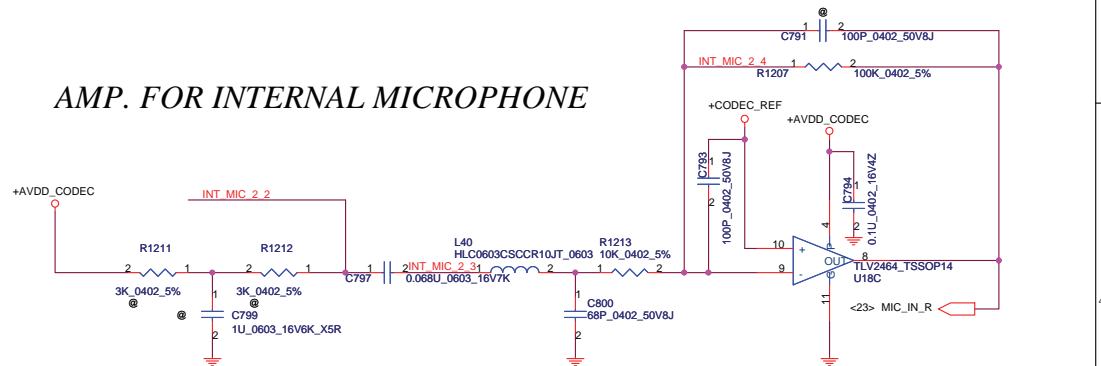 @
1 2
C791 100P_0402_50V8J
INT_MIC_2_4 1 2
R1207 100K_0402_5%
AMP. FOR INTERNAL MICROPHONE
+CODEC_REF
+AVDD_CODEC
C793
1
2
100P_0402_50V8J
C794
1
2
0.1U_0402_16V4Z
+AVDD_CODEC
INT_MIC_2_2
R1211
2 1
3K_0402_5%
@
R1212
2 1
3K_0402_5%
@
@
1
C799
2
1U_0603_16V6K_X5R
1 2
C797
0.068U_0603_16V7K
INT_MIC_2_3
L40
HLC0603CSCCR10JT_0603
1 2
R1213
10K_0402_5%
1 2
1
C800
2
68P_0402_50V8J
4
P
10 +
9 -
OUT 8
G
11
TLV2464_TSSOP14
U18C
<23> MIC_IN_R